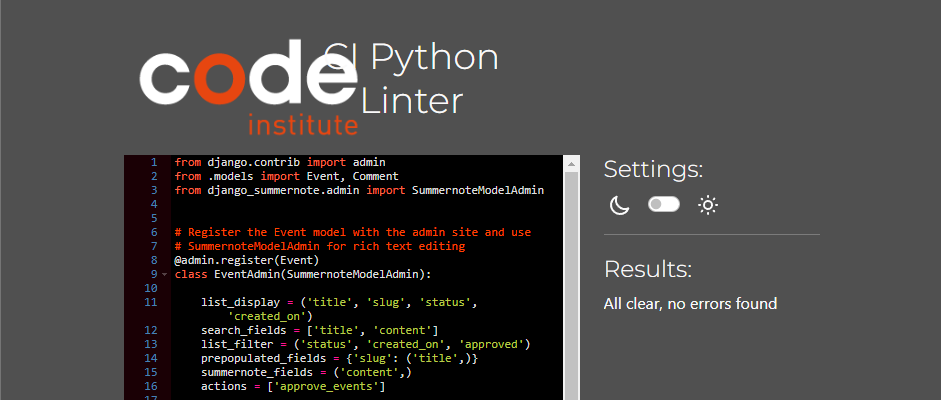 code
institute
CI Python
Linter
1 from django.contrib import admin
2 from .models import Event, Comment
3 from django_summernote.admin import SummernoteModelAdmin
4
5
6 # Register the Event model with the admin site and use
7 # SummernoteModelAdmin for rich text editing
8 @admin.register(Event)
9 class EventAdmin(SummernoteModelAdmin):
10
11 list_display = ('title', 'slug', 'status',
'created_on')
12 search_fields = ['title', 'content']
13 list_filter = ('status', 'created_on', 'approved')
14 prepopulated_fields = {'slug': ('title',)}
15 summernote_fields = ('content',)
16 actions = ['approve_events']
17
Settings:
Results:
All clear, no errors found